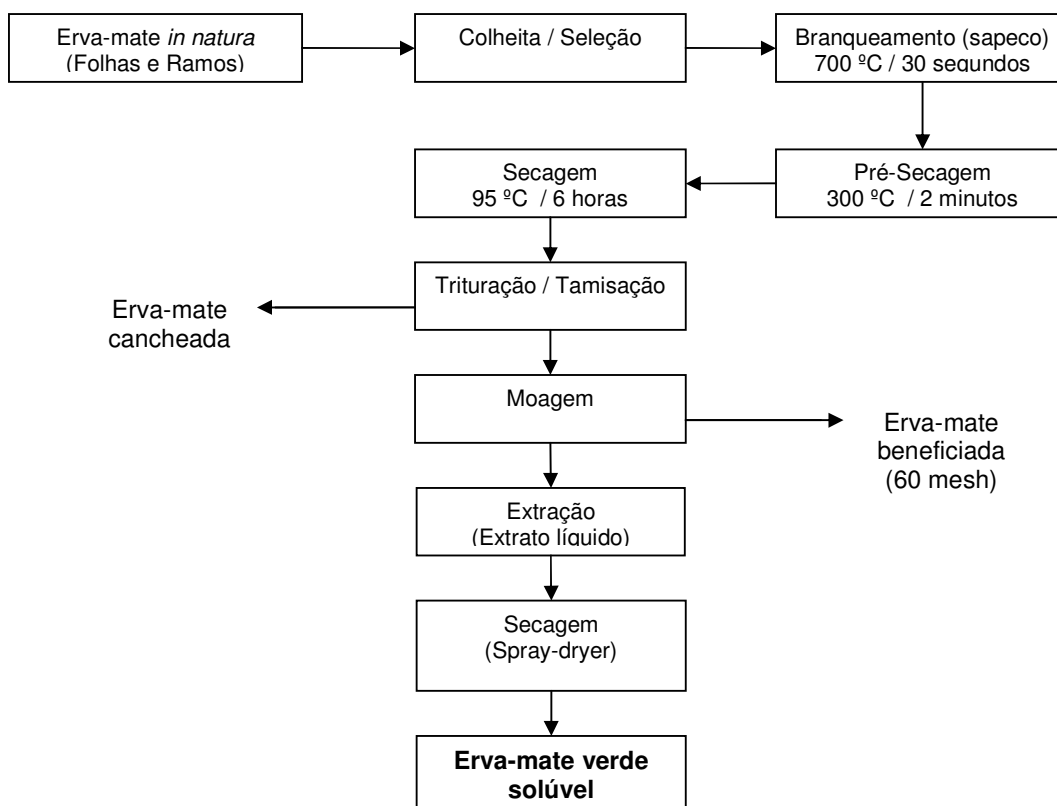 Erva-mate in natura
(Folhas e Ramos)
Colheita / Seleção
Branqueamento (sapeco)
700 ºC / 30 segundos
Pré-Secagem
300 ºC / 2 minutos
Secagem
95 ºC / 6 horas
Trituração / Tamisação
Erva-mate
cancheada
Moagem
Erva-mate
beneficiada
(60 mesh)
Extração
(Extrato líquido)
Secagem
(Spray-dryer)
Erva-mate verde
solúvel